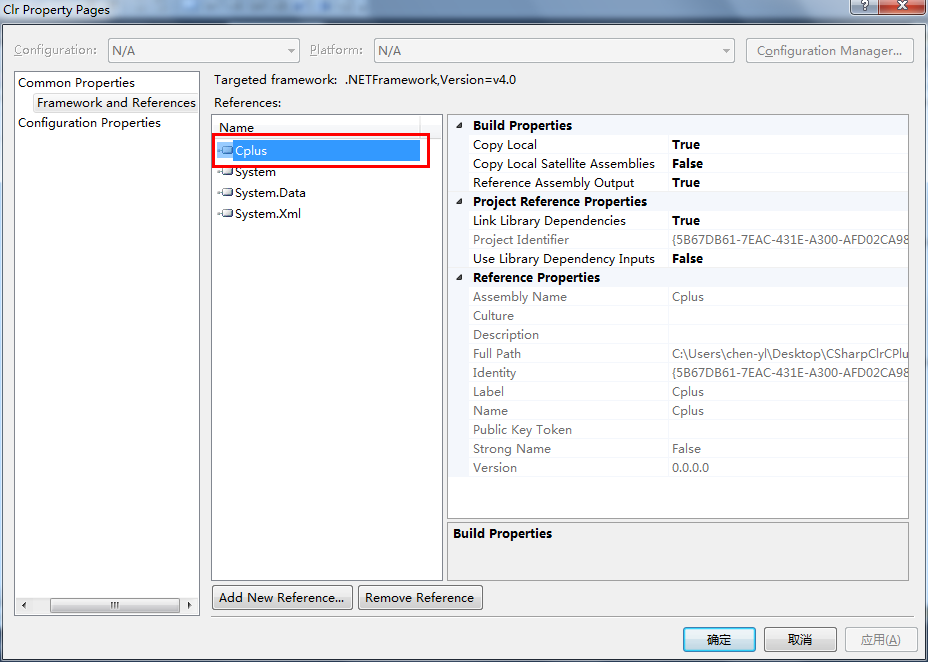 Clr Property Pages
Configuration: N/A Platform: N/A Configuration Manager...
Common Properties
Framework and References
Configuration Properties
Targeted framework: .NETFramework,Version=v4.0
References:
Name
Cplus
System
System.Data
System.Xml
Build Properties
Copy Local True
Copy Local Satellite Assemblies False
Reference Assembly Output True
Project Reference Properties
Link Library Dependencies True
Project Identifier {5B67DB61-7EAC-431E-A300-AFD02CA98
Use Library Dependency Inputs False
Reference Properties
Assembly Name Cplus
Culture
Description
Full Path C:\Users\chen-yl\Desktop\CSharpClrCPlu
Identity {5B67DB61-7EAC-431E-A300-AFD02CA98
Label Cplus
Name Cplus
Public Key Token
Strong Name False
Version 0.0.0.0
Build Properties
Add New Reference... Remove Reference
确定 取消 应用(A)